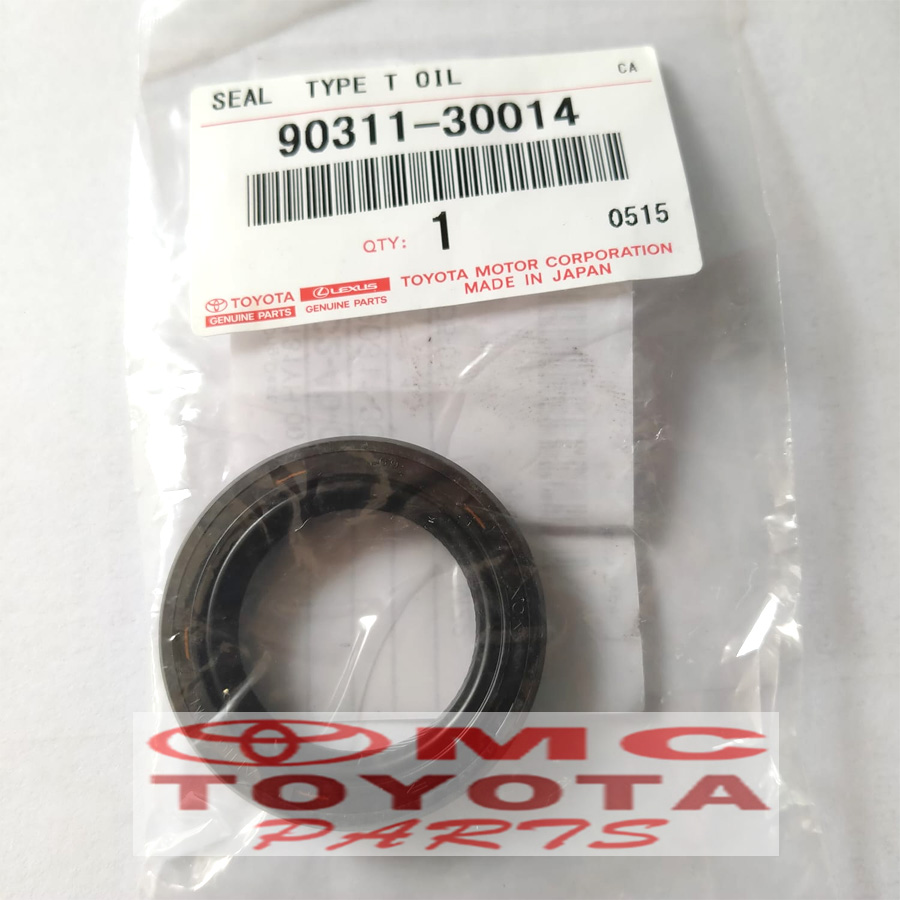 SEAL TYPE T OIL
CA
90311-30014
QTY: 1
0515
TOYOTA
GENUINE PARTS
LEXUS
GENUINE PARTS
TOYOTA MOTOR CORPORATION
MADE IN JAPAN
MC
TOYOTA
PARTS